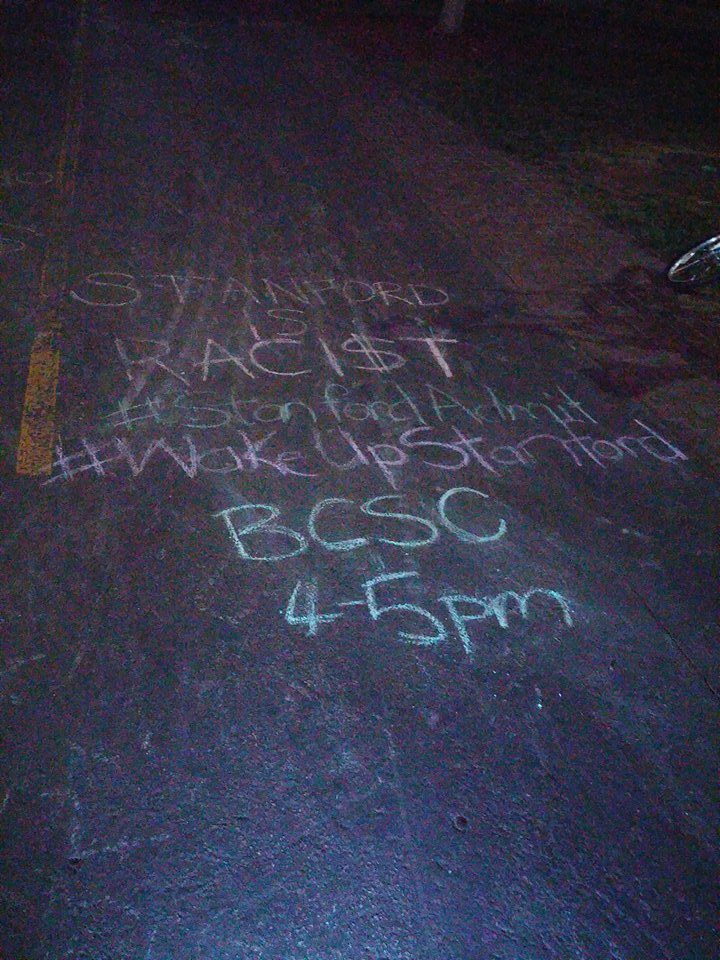 STANFORD
IS
RACI$T
#StanfordAdmit
#WakeUpStanford
BCSC
4-5pm